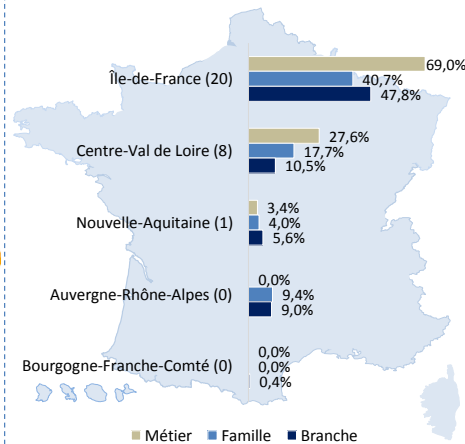 Île-de-France (20)
69,0%
40,7%
47,8%
Centre-Val de Loire (8)
27,6%
17,7%
10,5%
Nouvelle-Aquitaine (1)
3,4%
4,0%
5,6%
Auvergne-Rhône-Alpes (0)
0,0%
9,4%
9,0%
Bourgogne-Franche-Comté (0)
0,0%
0,0%
0,4%
Métier Famille Branche